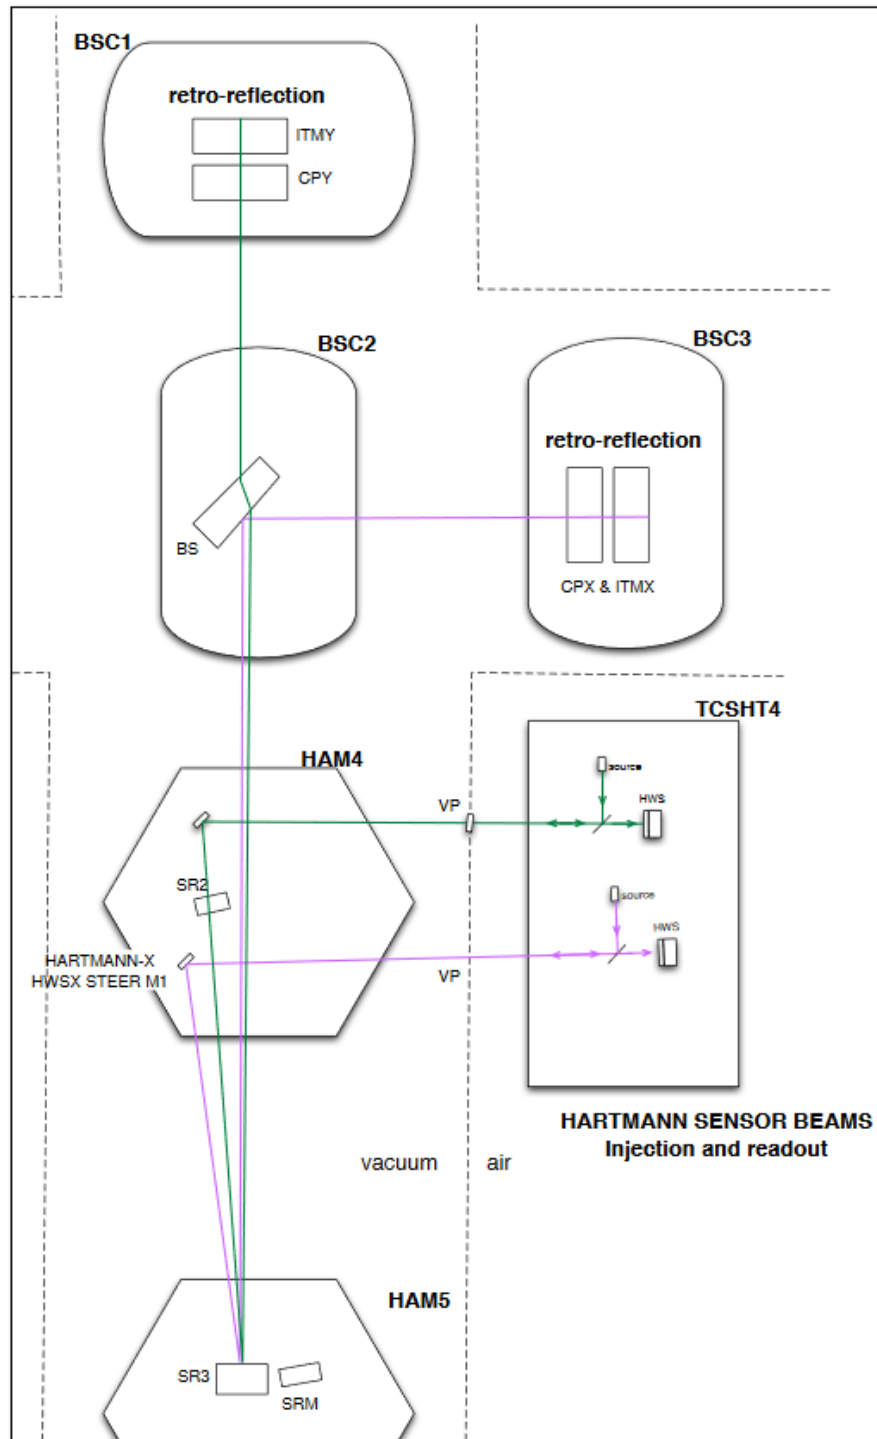 BSC1
retro-reflection
ITMY
CPY
BSC2
BSC3
retro-reflection
BS
CPX & ITMX
TCSHT4
HAM4
source
VP
HWS
SR2
source
HWS
HARTMANN-X
HWSX STEER M1
VP
HARTMANN SENSOR BEAMS
Injection and readout
vacuum
air
HAM5
SR3
SRM